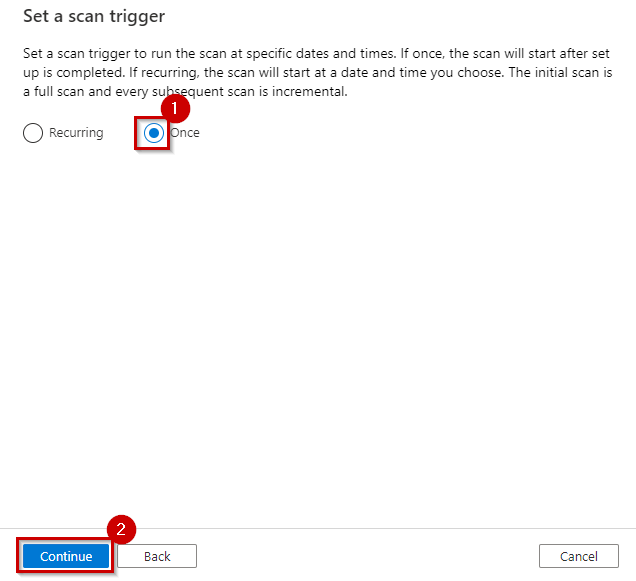 Set a scan trigger
Set a scan trigger to run the scan at specific dates and times. If once, the scan will start after set
up is completed. If recurring, the scan will start at a date and time you choose. The initial scan is
a full scan and every subsequent scan is incremental.
1
Recurring Once
2
Continue Back Cancel